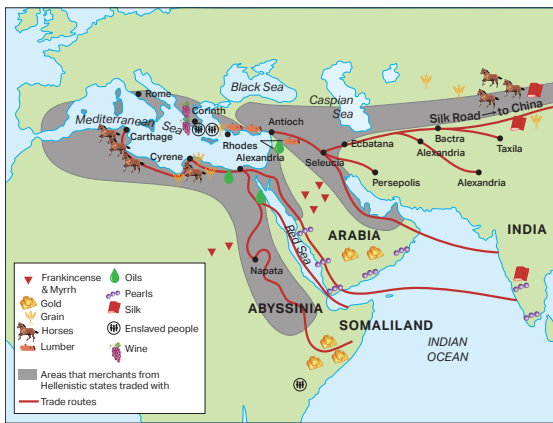 Black Sea
Caspian
Sea
Rome
Corinth
Mediterranean
Sea
Carthage
Rhodes
Antioch
Cyrene
Alexandria
Seleucia
Ecbatana
Silk Road → to China
Bactra
Alexandria
Taxila
Persepolis
Alexandria
Red Sea
ARABIA
INDIA
Napata
ABYSSINIA
SOMALILAND
INDIAN
OCEAN
Frankincense
& Myrrh
Gold
Grain
Horses
Lumber
Oils
Pearls
Silk
Enslaved people
Wine
Areas that merchants from
Hellenistic states traded with
Trade routes